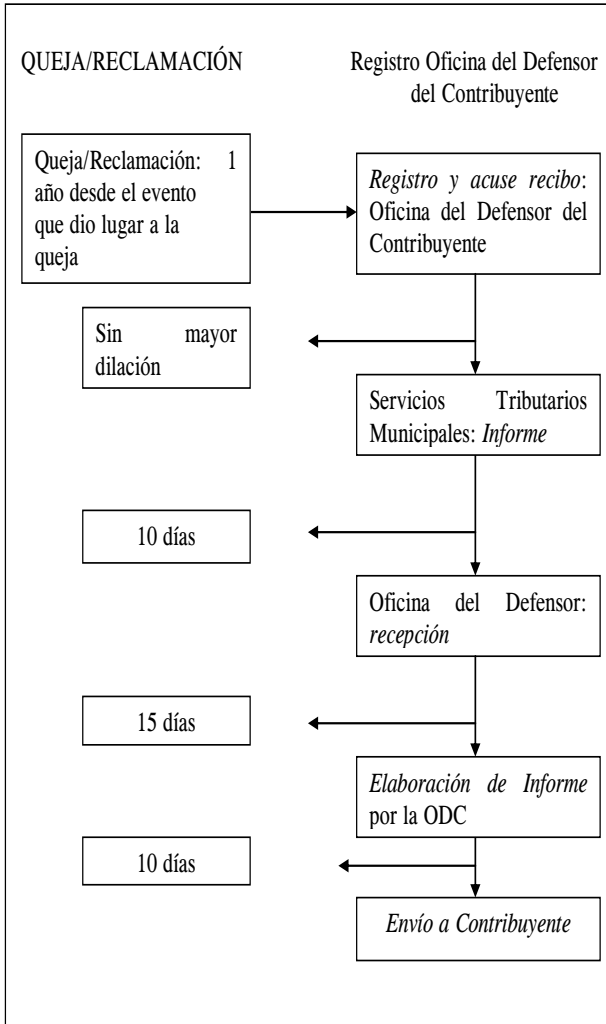 QUEJA/RECLAMACIÓN
Registro Oficina del Defensor
del Contribuyente
Queja/Reclamación: 1
año desde el evento
que dio lugar a la
queja
Registro y acuse recibo:
Oficina del Defensor del
Contribuyente
Sin mayor
dilación
Servicios Tributarios
Municipales: Informe
10 días
Oficina del Defensor:
recepción
15 días
Elaboración de Informe
por la ODC
10 días
Envío a Contribuyente